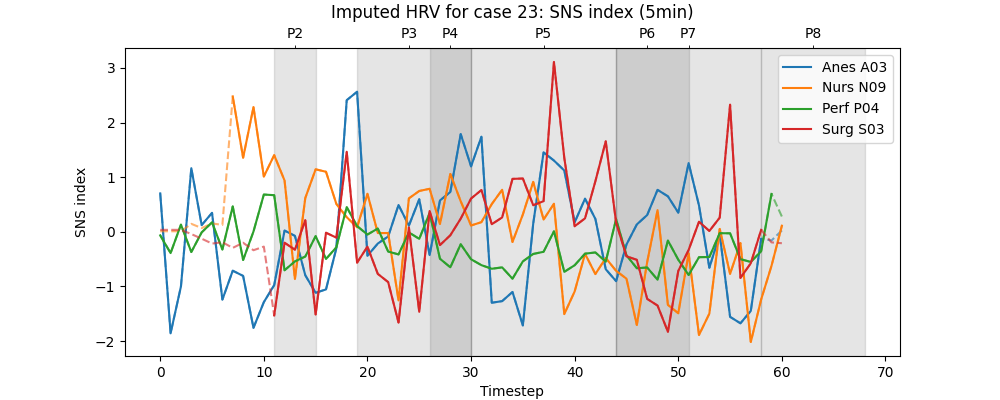 Imputed HRV for case 23: SNS index (5min)
P2 P3 P4 P5 P6 P7 P8
Anes A03
Nurs N09
Perf P04
Surg S03
SNS index
3
2
1
0
−1
−2
0 10 20 30 40 50 60 70
Timestep